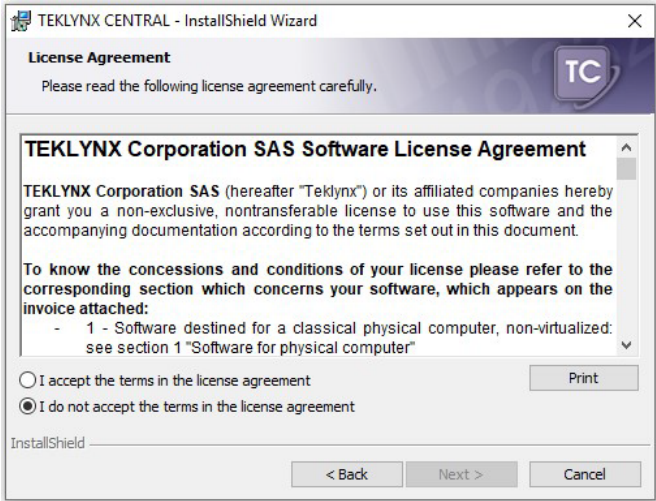 TEKLYNX CENTRAL - InstallShield Wizard
License Agreement
Please read the following license agreement carefully.
TC
TEKLYNX Corporation SAS Software License Agreement
TEKLYNX Corporation SAS (hereafter "Teklynx") or its affiliated companies hereby
grant you a non-exclusive, nontransferable license to use this software and the
accompanying documentation according to the terms set out in this document.
To know the concessions and conditions of your license please refer to the
corresponding section which concerns your software, which appears on the
invoice attached:
- 1 - Software destined for a classical physical computer, non-virtualized:
see section 1 "Software for physical computer"
I accept the terms in the license agreement
Print
I do not accept the terms in the license agreement
InstallShield
< Back Next > Cancel